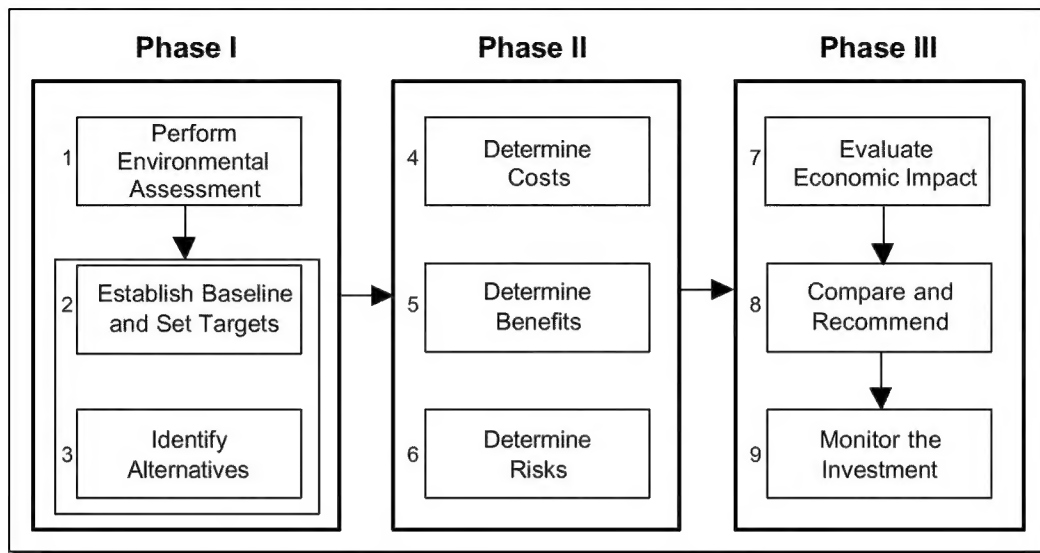 Phase I
1
Perform
Environmental
Assessment
2
Establish Baseline
and Set Targets
3
Identify
Alternatives
Phase II
4
Determine
Costs
5
Determine
Benefits
6
Determine
Risks
Phase III
7
Evaluate
Economic Impact
8
Compare and
Recommend
9
Monitor the
Investment